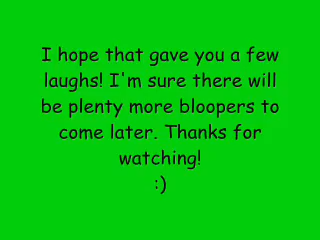 I hope that gave you a few
laughs! I'm sure there will
be plenty more bloopers to
come later. Thanks for
watching!
:)